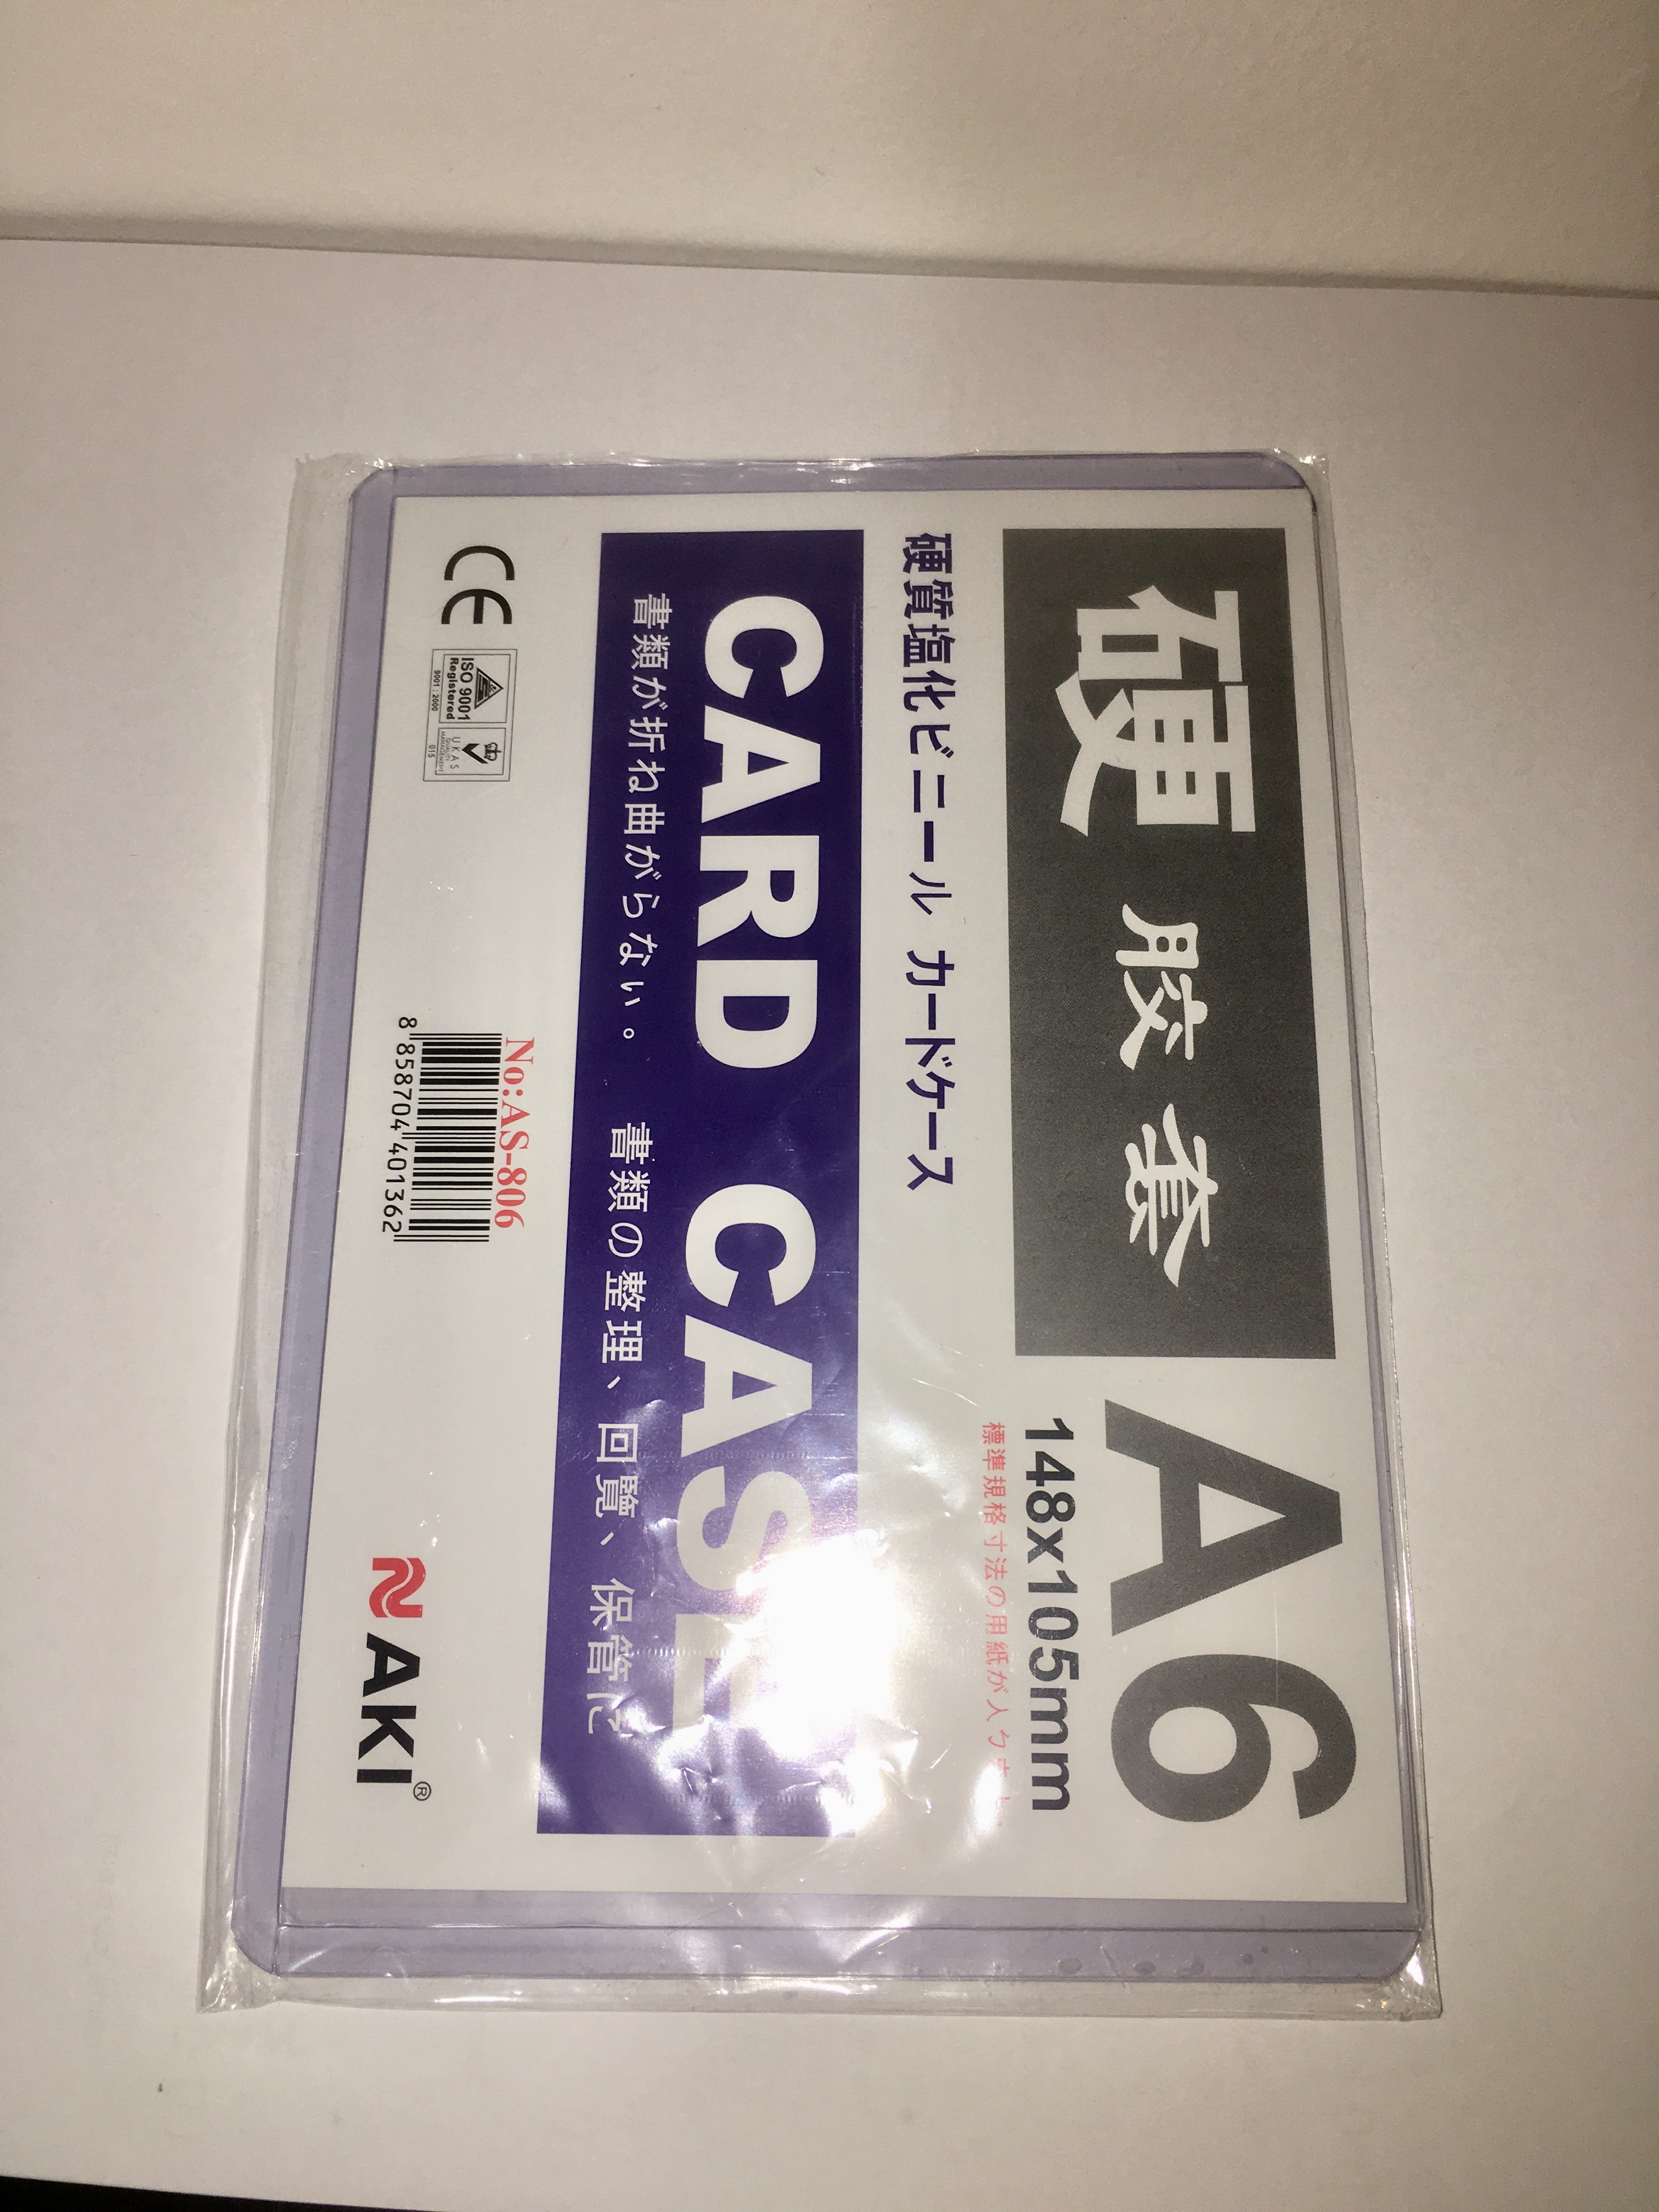 硬 胶 套
A6
148x105mm
標準規格寸法の用紙が入ります。
硬質塩化ビニール カードケース
CARD CASE
書類が折ね曲がらない。 書類の整理、回覽、保管に
CE
ISO 9001
Registered
9001 : 2000
UKAS
QUALITY
MANAGEMENT
015
No:AS-806
8 858704 401362
AKI®